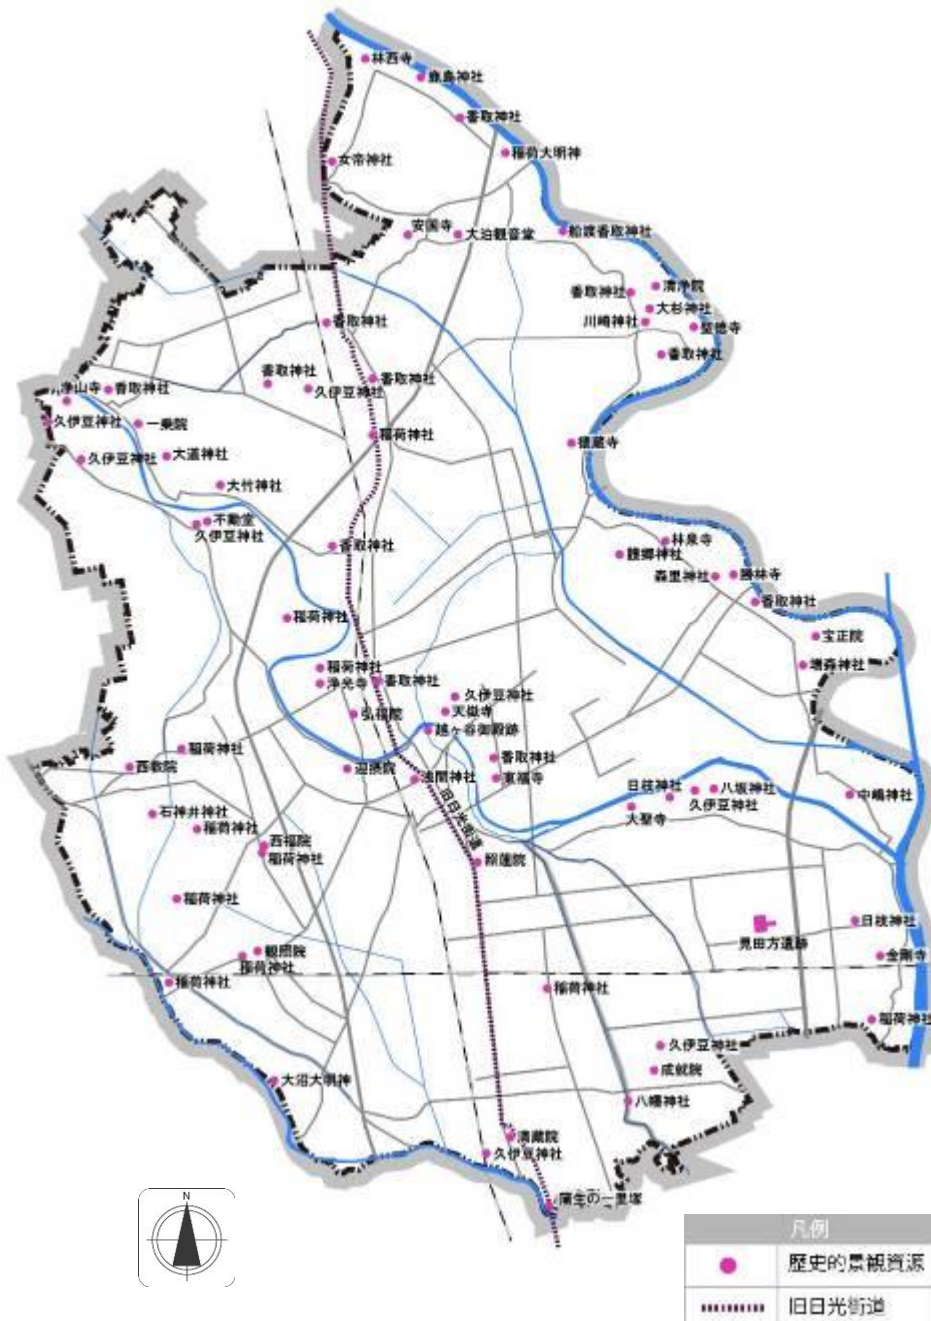 林西寺
鹿島神社
香取神社
稲荷大明神
女帝神社
安国寺
大泊観音堂
船渡香取神社
清浄院
香取神社
大杉神社
川崎神社
聖徳寺
香取神社
香取神社
香取神社
久伊豆神社
香取神社
浄山寺
香取神社
久伊豆神社
一乗院
稲荷神社
久伊豆神社
大道神社
大竹神社
不動堂
久伊豆神社
香取神社
林泉寺
饒郷神社
森里神社
勝林寺
香取神社
稲荷神社
宝正院
増森神社
稲荷神社
浄光寺
香取神社
久伊豆神社
天嶽寺
弘福院
越ヶ谷御殿跡
稲荷神社
香取神社
西教院
迎摂院
浅間神社
東福寺
旧日光街道
日枝神社
八坂神社
久伊豆神社
大聖寺
中嶋神社
石神井神社
稲荷神社
西福院
稲荷神社
照蓮院
稲荷神社
日枝神社
見田方遺跡
観照院
稲荷神社
金剛寺
稲荷神社
稲荷神社
稲荷神社
久伊豆神社
成就院
大沼大明神
八幡神社
清蔵院
久伊豆神社
蒲生の一里塚
N
凡例
歴史的景観資源
旧日光街道